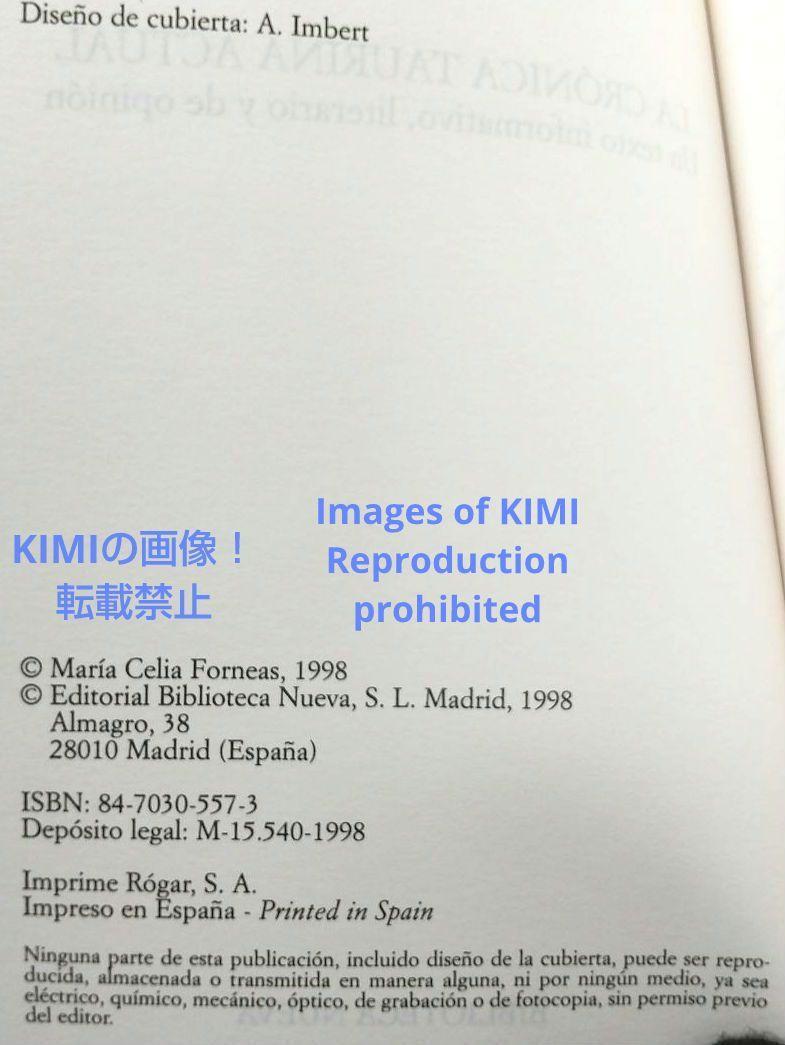 Diseño de cubierta: A. Imbert
LA CRÓNICA TAURINA ACTUAL
Un texto informativo, literario y de opinión
KIMIの画像！
転載禁止
Images of KIMI
Reproduction
prohibited
© María Celia Forneas, 1998
© Editorial Biblioteca Nueva, S. L. Madrid, 1998
Almagro, 38
28010 Madrid (España)
ISBN: 84-7030-557-3
Depósito legal: M-15.540-1998
Imprime Rógar, S. A.
Impreso en España - Printed in Spain
Ninguna parte de esta publicación, incluido diseño de la cubierta, puede ser repro-
ducida, almacenada o transmitida en manera alguna, ni por ningún medio, ya sea
eléctrico, químico, mecánico, óptico, de grabación o de fotocopia, sin permiso previo
del editor.
BIBLIOTECA NUEVA